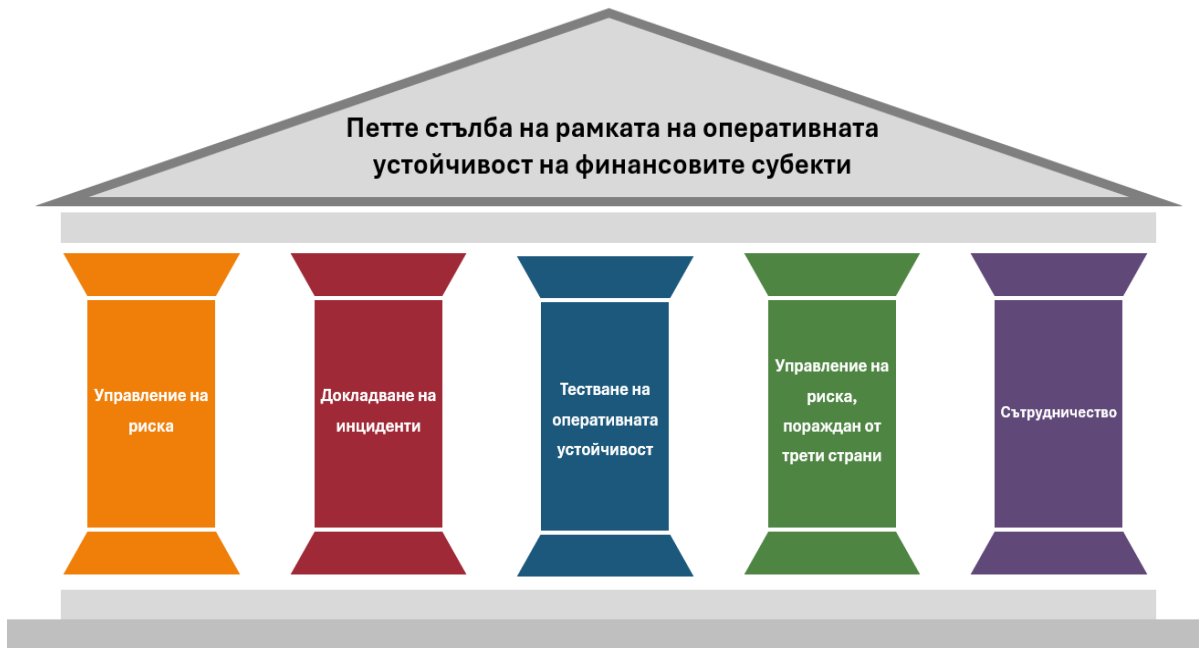 Петте стълба на рамката на оперативната
устойчивост на финансовите субекти
Управление на
риска
Докладване на
инциденти
Тестване на
оперативната
устойчивост
Управление на
риска,
пораждан от
трети страни
Сътрудничество